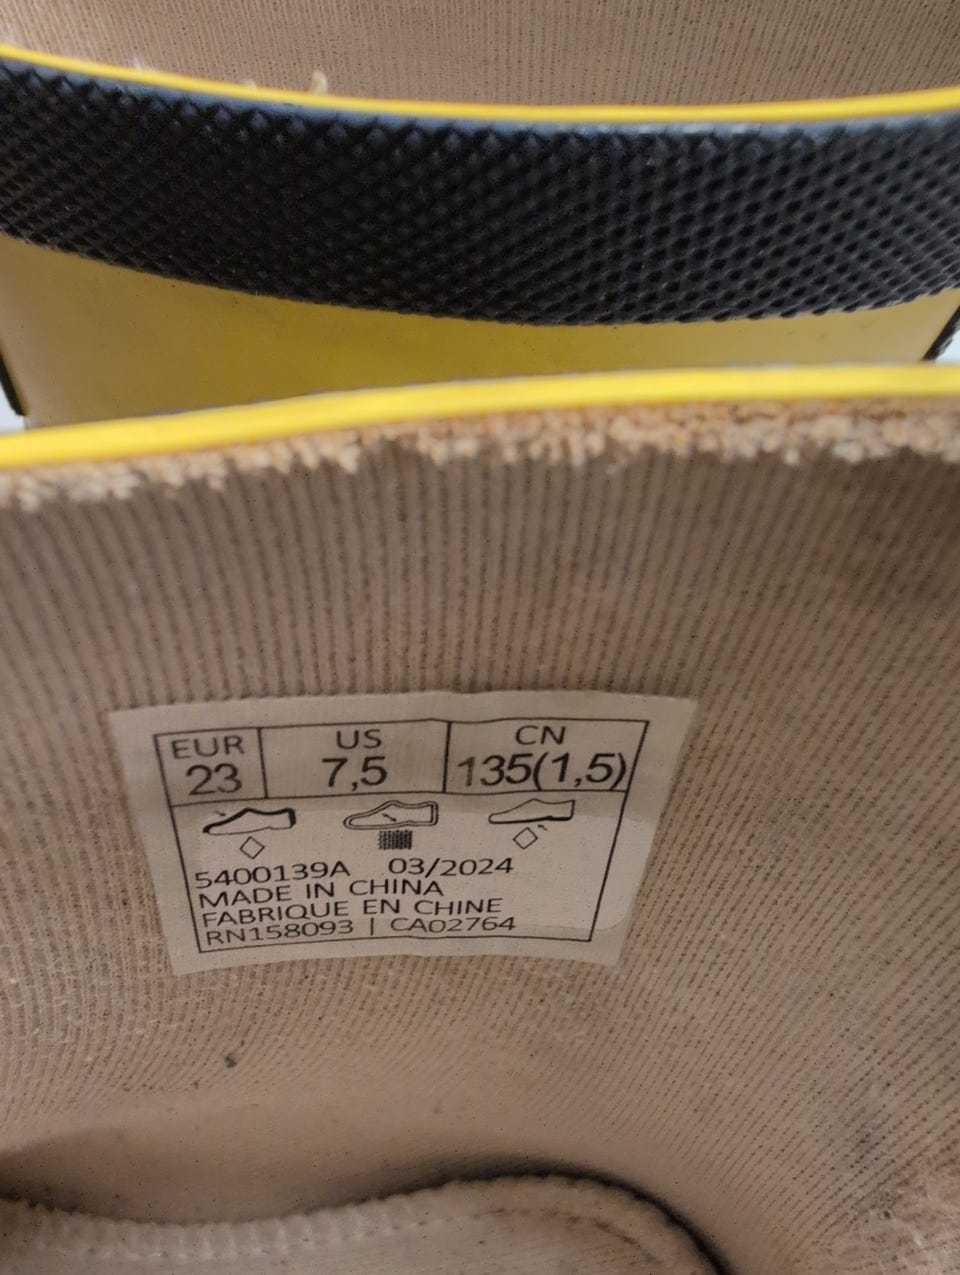 EUR US CN
23 7,5 135(1,5)
5400139A 03/2024
MADE IN CHINA
FABRIQUE EN CHINE
RN158093 | CA02764